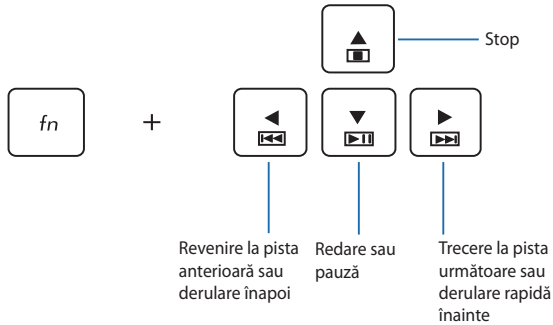 Stop
fn +
Revenire la pista
anterioară sau
derulare înapoi
Redare sau
pauză
Trecere la pista
următoare sau
derulare rapidă
înainte